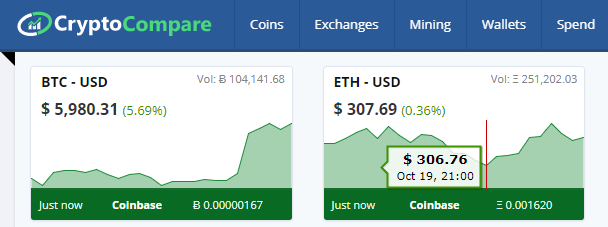 CryptoCompare
Coins Exchanges Mining Wallets Spend
BTC - USD Vol: Ƀ 104,141.68
$ 5,980.31 (5.69%)
Just now Coinbase Ƀ 0.00000167
ETH - USD Vol: Ξ 251,202.03
$ 307.69 (0.36%)
$ 306.76
Oct 19, 21:00
Just now Coinbase Ξ 0.001620